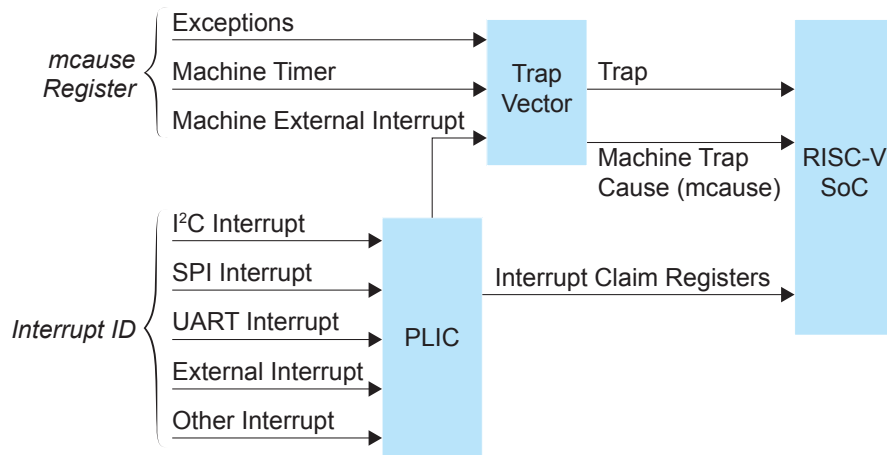 Exceptions
mcause
Register
Machine Timer
Machine External Interrupt
Trap
Vector
Trap
Machine Trap
Cause (mcause)
RISC-V
SoC
I²C Interrupt
SPI Interrupt
Interrupt ID
UART Interrupt
External Interrupt
Other Interrupt
PLIC
Interrupt Claim Registers